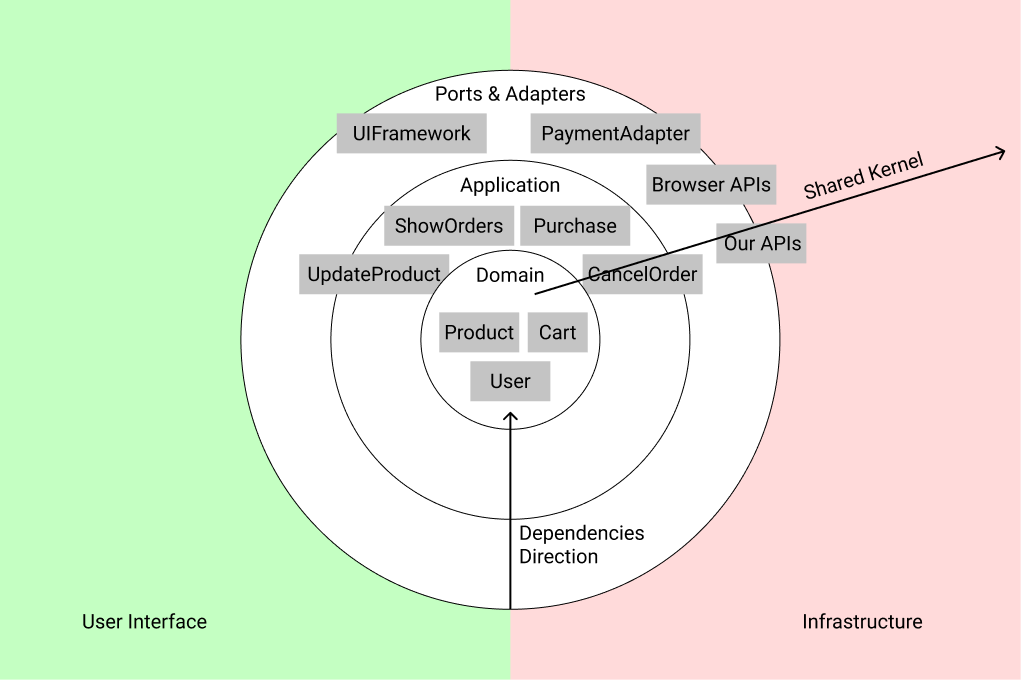 Ports & Adapters
UIFramework
PaymentAdapter
Browser APIs
Shared Kernel
Application
ShowOrders
Purchase
Our APIs
UpdateProduct
Domain
CancelOrder
Product
Cart
User
Dependencies
Direction
User Interface
Infrastructure